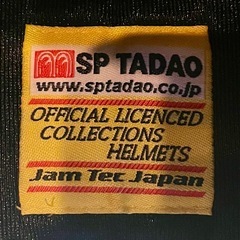 SP TADAO
www.sptadao.co.jp
OFFICIAL LICENCED
COLLECTIONS
HELMETS
Jam Tec Japan